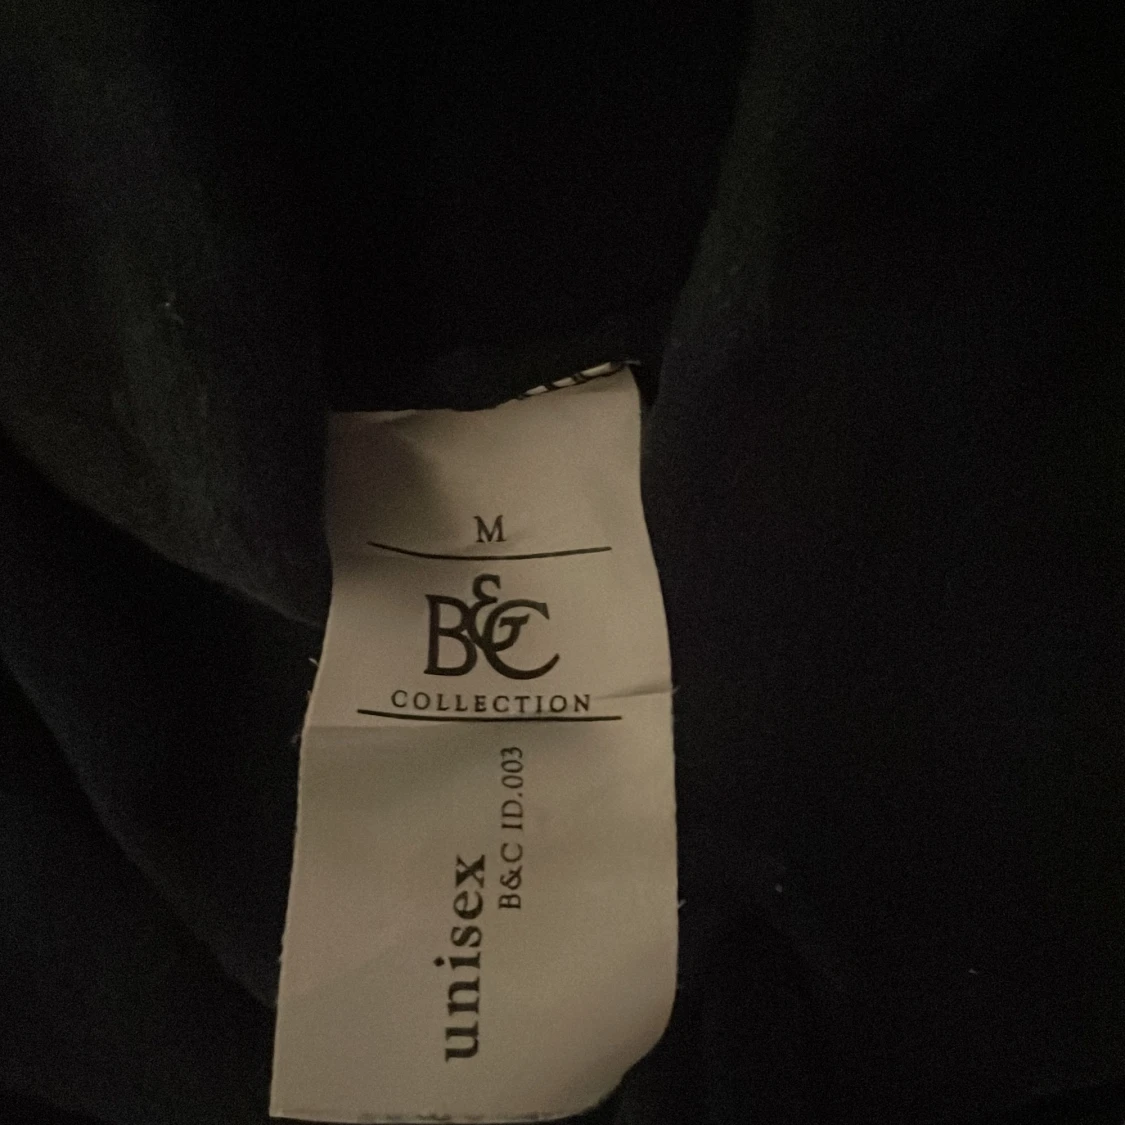 M
B&C
COLLECTION
unisex
B&C ID.003